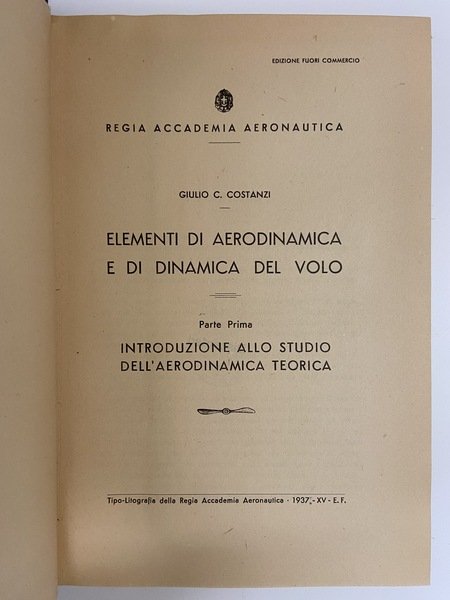 EDIZIONE FUORI COMMERCIO
REGIA ACCADEMIA AERONAUTICA
GIULIO C. COSTANZI
ELEMENTI DI AERODINAMICA
E DI DINAMICA DEL VOLO
Parte Prima
INTRODUZIONE ALLO STUDIO
DELL'AERODINAMICA TEORICA
Tipo-Litografia della Regia Accademia Aeronautica - 1937 - XV - E. F.